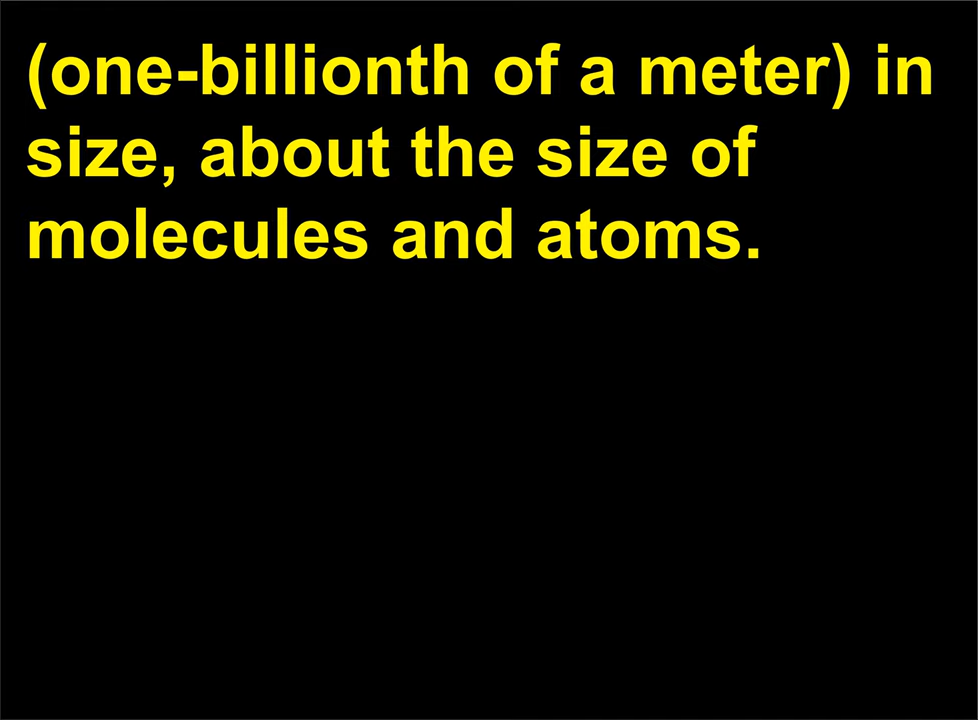 (one-billionth of a meter) in
size, about the size of
molecules and atoms.